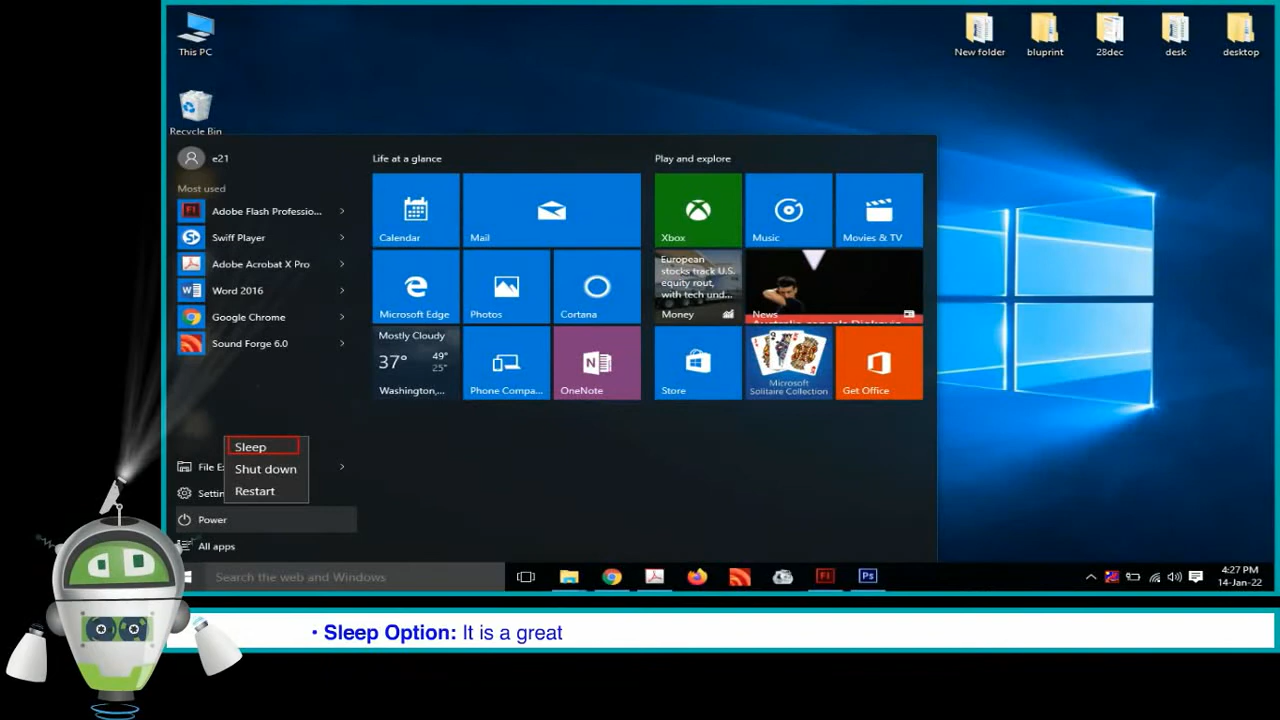 This PC
New folder
bluprint
28dec
desk
desktop
Recycle Bin
e21
Most used
Adobe Flash Professio...
Swiff Player
Adobe Acrobat X Pro
Word 2016
Google Chrome
Sound Forge 6.0
Life at a glance
Calendar
Mail
Microsoft Edge
Photos
Cortana
Mostly Cloudy
37° 49° 25°
Washington,...
Phone Compa...
OneNote
Play and explore
Xbox
Music
Movies & TV
European
stocks track U.S.
equity rout,
with tech und...
Money
News
Store
Microsoft
Solitaire Collection
Get Office
Sleep
Shut down
Restart
File E
Settin
Power
All apps
Search the web and Windows
4:27 PM
14-Jan-22
• Sleep Option: It is a great